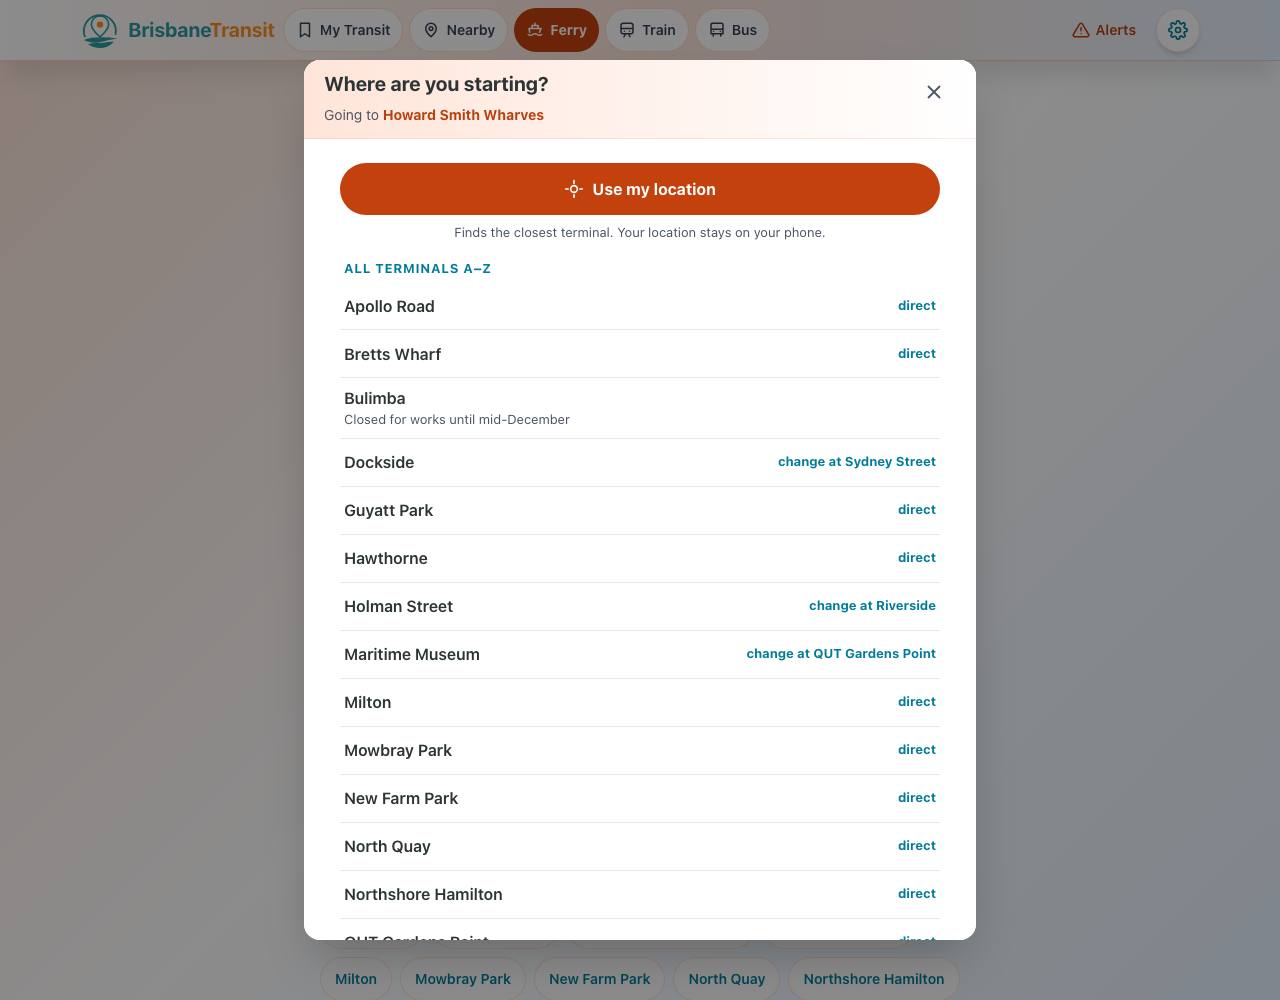 BrisbaneTransit
My Transit
Nearby
Ferry
Train
Bus
Alerts
Where are you starting?
Going to Howard Smith Wharves
Use my location
Finds the closest terminal. Your location stays on your phone.
ALL TERMINALS A–Z
Apollo Road direct
Bretts Wharf direct
Bulimba
Closed for works until mid-December
Dockside change at Sydney Street
Guyatt Park direct
Hawthorne direct
Holman Street change at Riverside
Maritime Museum change at QUT Gardens Point
Milton direct
Mowbray Park direct
New Farm Park direct
North Quay direct
Northshore Hamilton direct
QUT Gardens Point direct
Milton
Mowbray Park
New Farm Park
North Quay
Northshore Hamilton